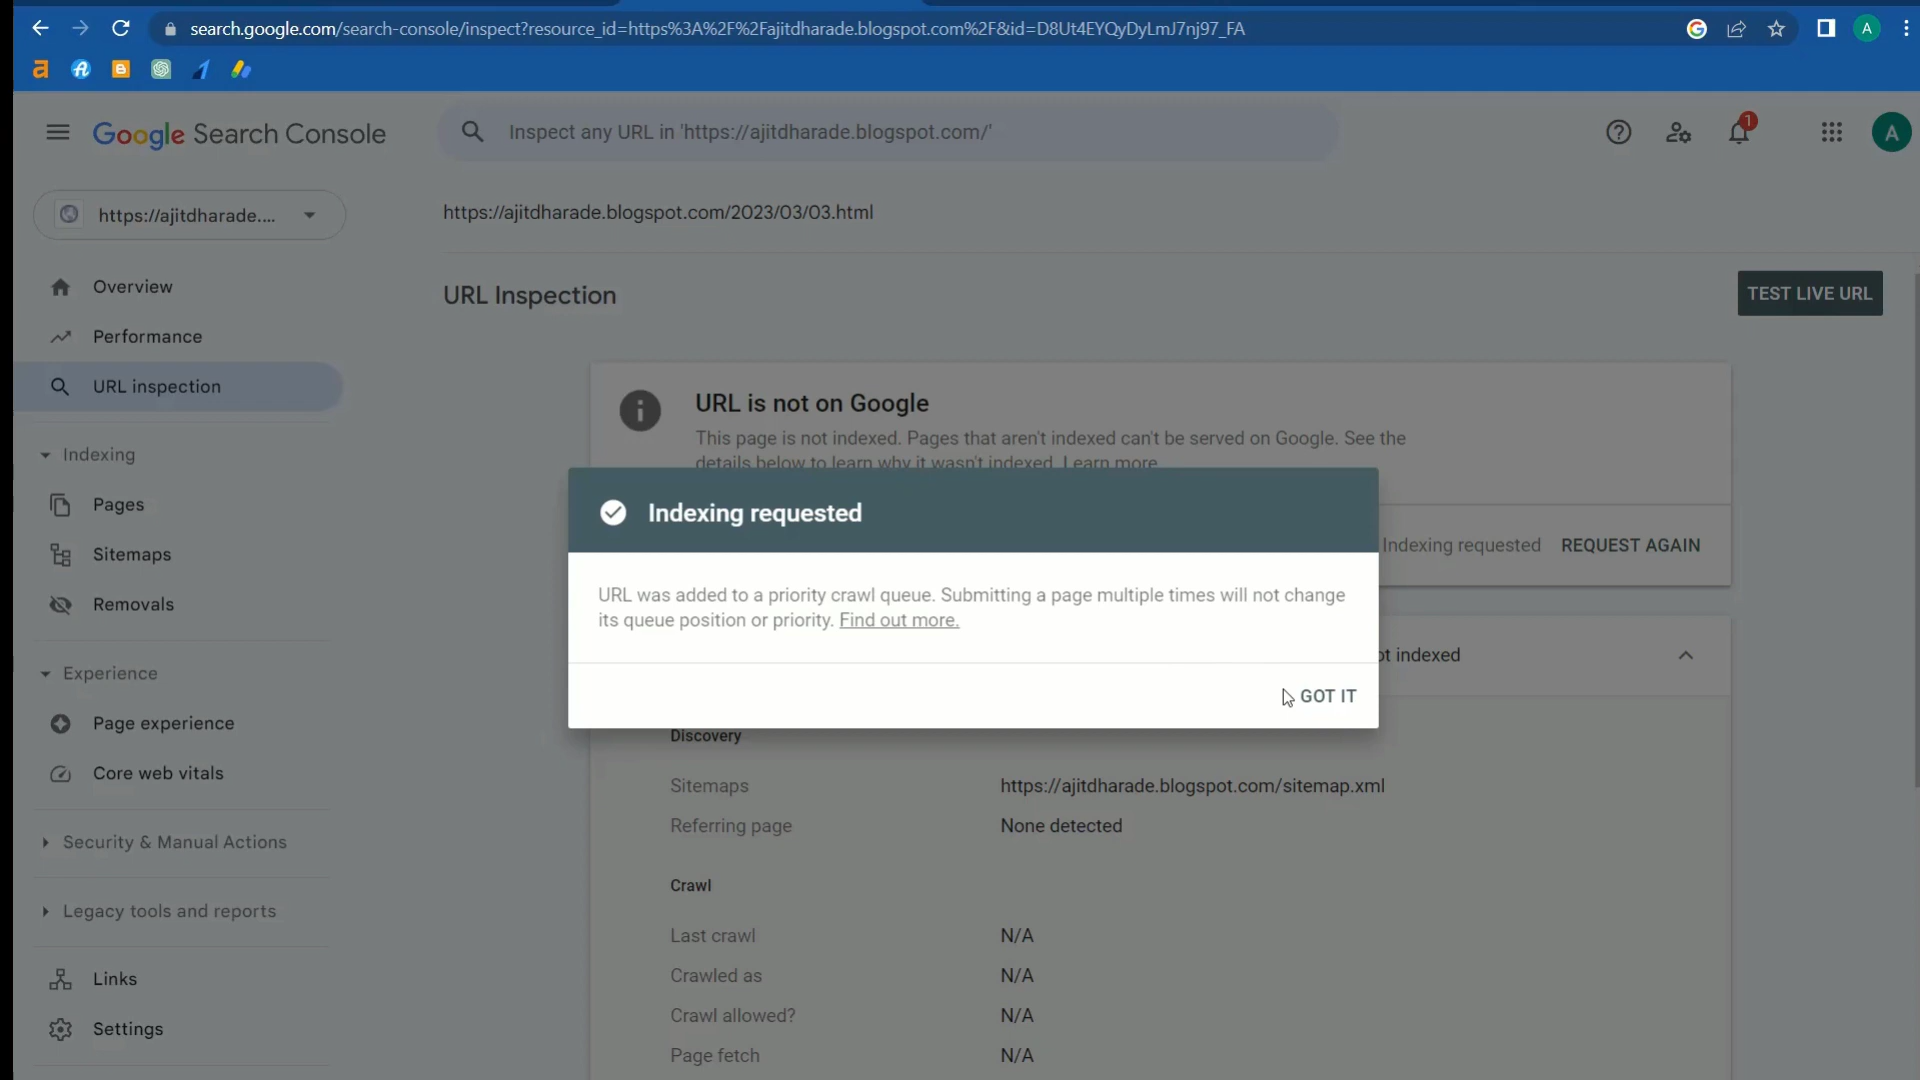 search.google.com/search-console/inspect?resource_id=https%3A%2F%2Fajitdharade.blogspot.com%2F&id=D8Ut4EYQyDyLmJ7nj97_FA
A
Google Search Console
Inspect any URL in 'https://ajitdharade.blogspot.com/'
1
A
https://ajitdharade....
https://ajitdharade.blogspot.com/2023/03/03.html
Overview
URL Inspection
TEST LIVE URL
Performance
URL inspection
URL is not on Google
This page is not indexed. Pages that aren't indexed can't be served on Google. See the
details below to learn why it wasn't indexed. Learn more
Indexing
Pages
Sitemaps
Removals
Indexing requested
Indexing requested REQUEST AGAIN
URL was added to a priority crawl queue. Submitting a page multiple times will not change
its queue position or priority. Find out more.
indexed
GOT IT
Experience
Page experience
Core web vitals
Security & Manual Actions
Legacy tools and reports
Links
Settings
Discovery
Sitemaps https://ajitdharade.blogspot.com/sitemap.xml
Referring page None detected
Crawl
Last crawl N/A
Crawled as N/A
Crawl allowed? N/A
Page fetch N/A